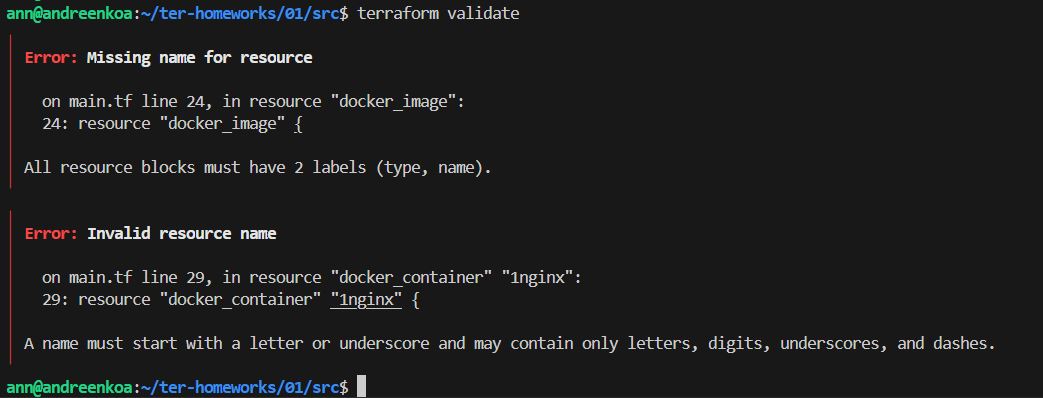 ann@andreenkoa:~/ter-homeworks/01/src$ terraform validate
Error: Missing name for resource
on main.tf line 24, in resource "docker_image":
24: resource "docker_image" {
All resource blocks must have 2 labels (type, name).
Error: Invalid resource name
on main.tf line 29, in resource "docker_container" "1nginx":
29: resource "docker_container" "1nginx" {
A name must start with a letter or underscore and may contain only letters, digits, underscores, and dashes.
ann@andreenkoa:~/ter-homeworks/01/src$